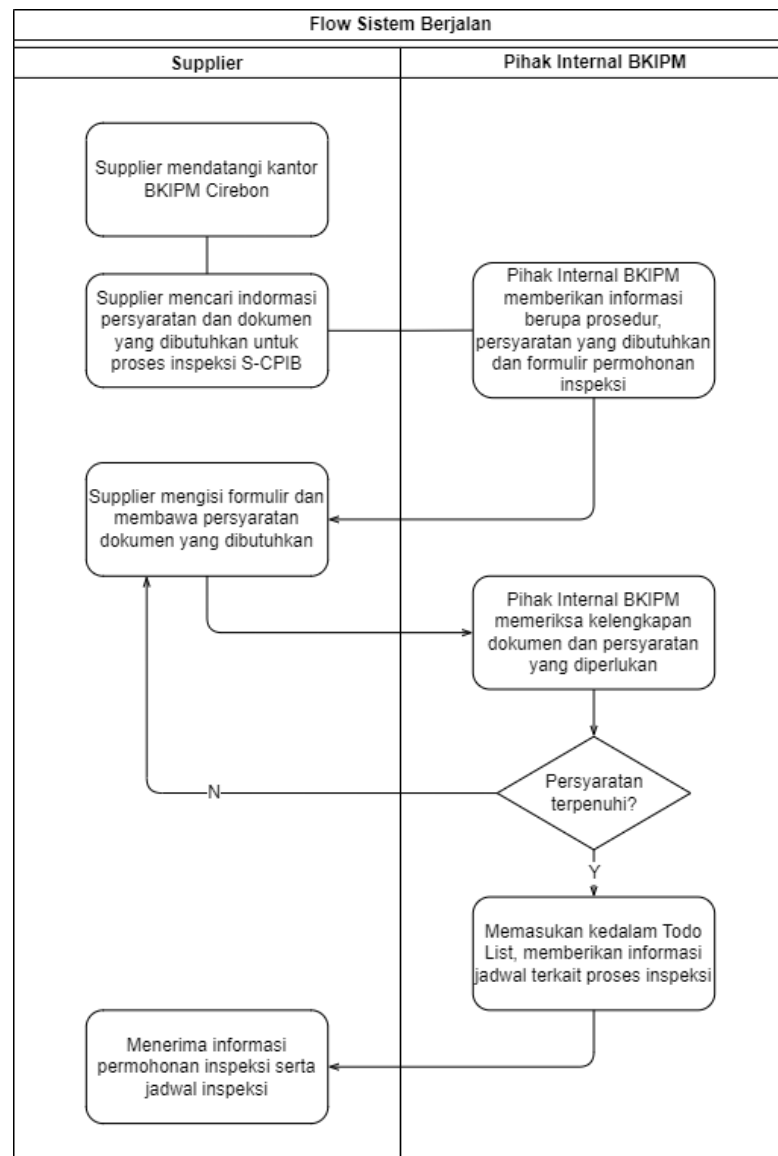 Flow Sistem Berjalan
Supplier
Pihak Internal BKIPM
Supplier mendatangi kantor
BKIPM Cirebon
Supplier mencari indormasi
persyaratan dan dokumen
yang dibutuhkan untuk
proses inspeksi S-CPIB
Pihak Internal BKIPM
memberikan informasi
berupa prosedur,
persyaratan yang dibutuhkan
dan formulir permohonan
inspeksi
Supplier mengisi formulir dan
membawa persyaratan
dokumen yang dibutuhkan
Pihak Internal BKIPM
memeriksa kelengkapan
dokumen dan persyaratan
yang diperlukan
Persyaratan
terpenuhi?
N
Y
Memasukan kedalam Todo
List, memberikan informasi
jadwal terkait proses inspeksi
Menerima informasi
permohonan inspeksi serta
jadwal inspeksi